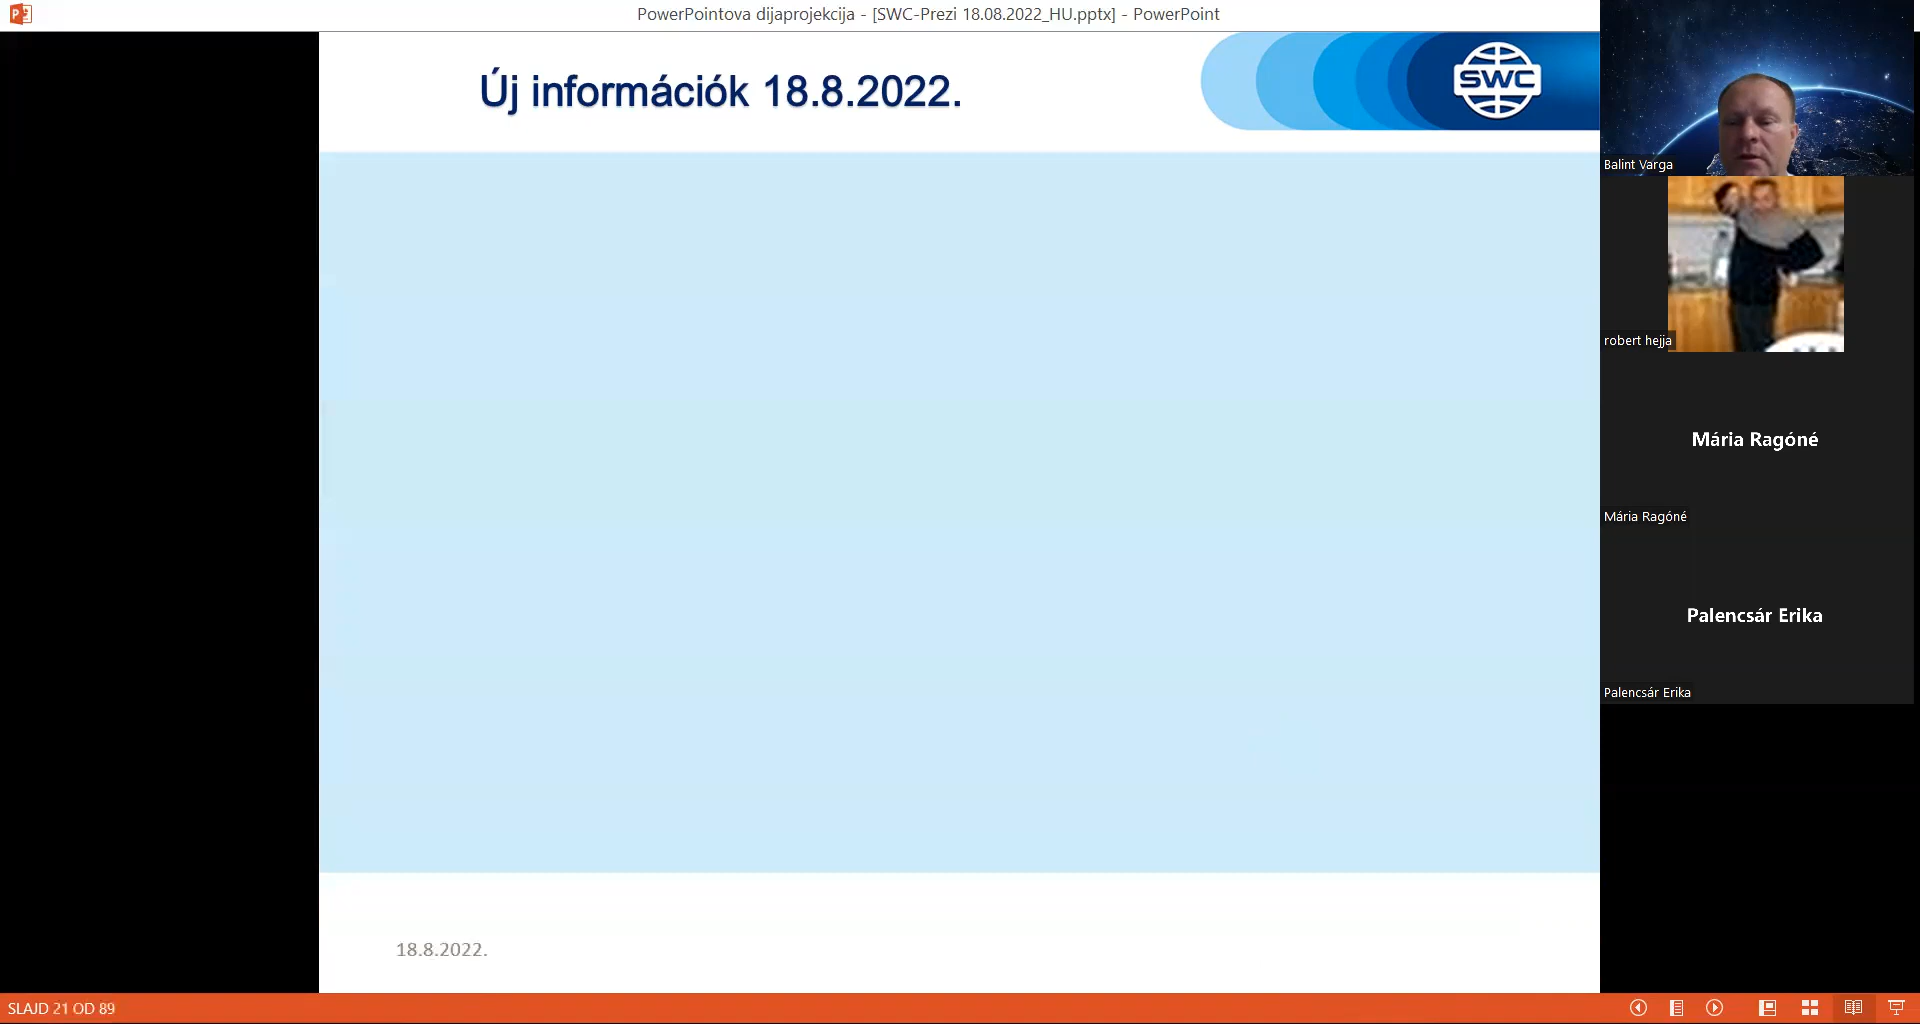 PowerPointova dijaprojekcija - [SWC-Prezi 18.08.2022_HU.pptx] - PowerPoint
Új információk 18.8.2022.
SWC
Balint Varga
robert hejja
Mária Ragóné
Mária Ragóné
Palencsár Erika
Palencsár Erika
18.8.2022.
SLAJD 21 OD 89